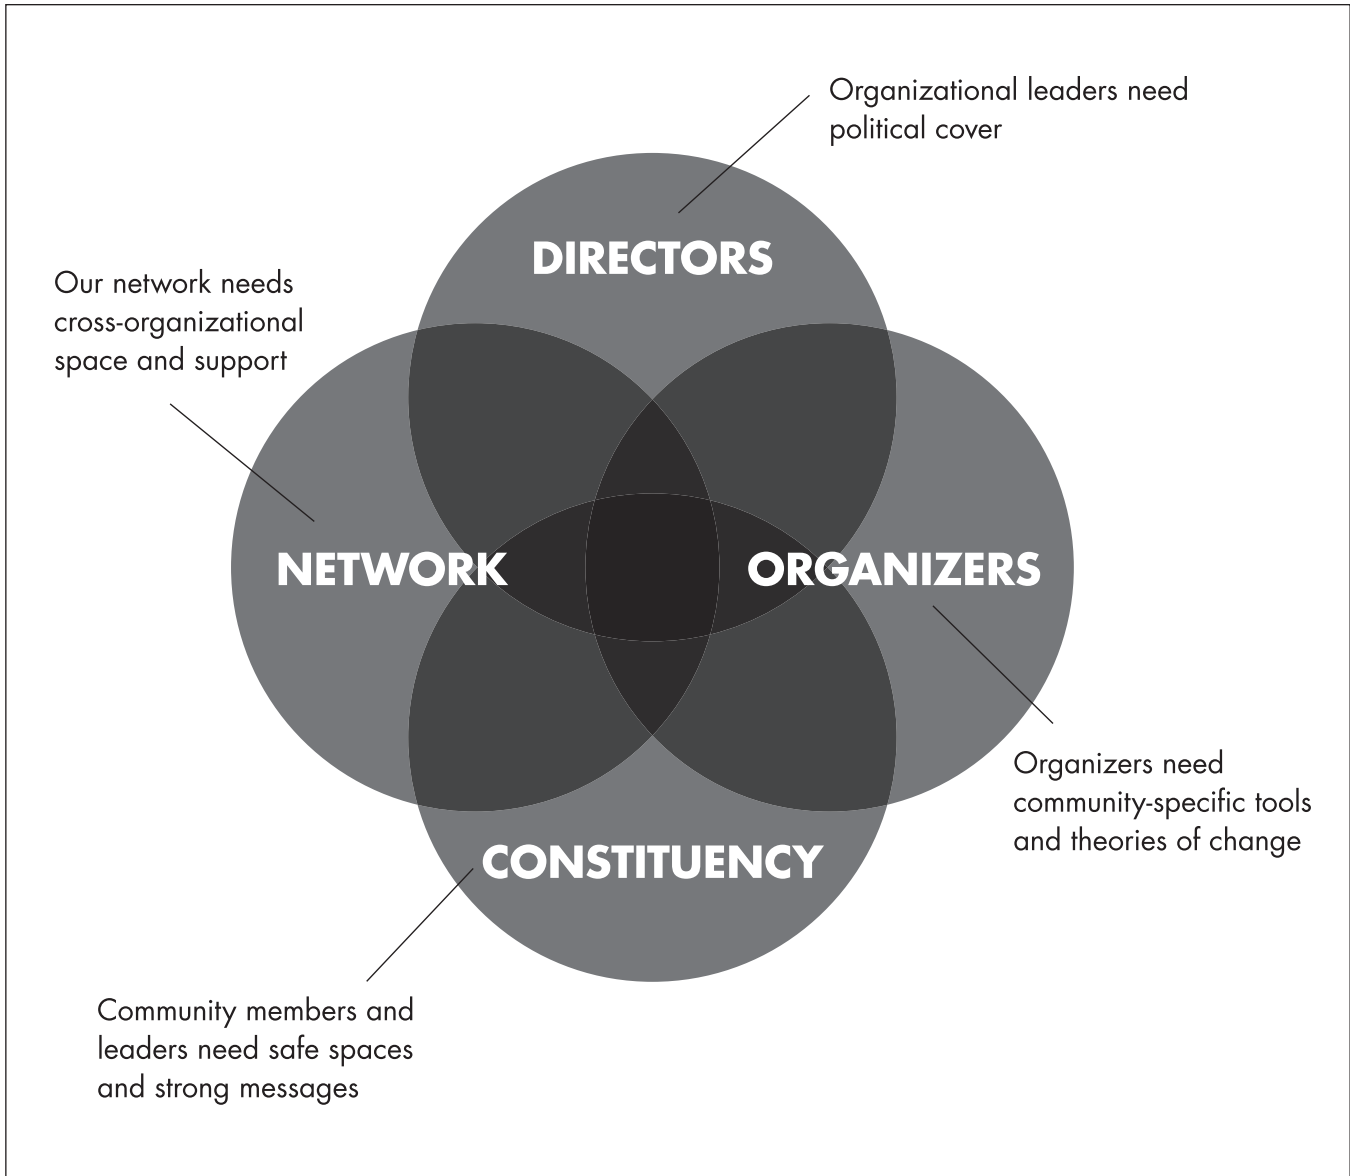 Organizational leaders need
political cover
DIRECTORS
Our network needs
cross-organizational
space and support
NETWORK
ORGANIZERS
Organizers need
community-specific tools
and theories of change
CONSTITUENCY
Community members and
leaders need safe spaces
and strong messages